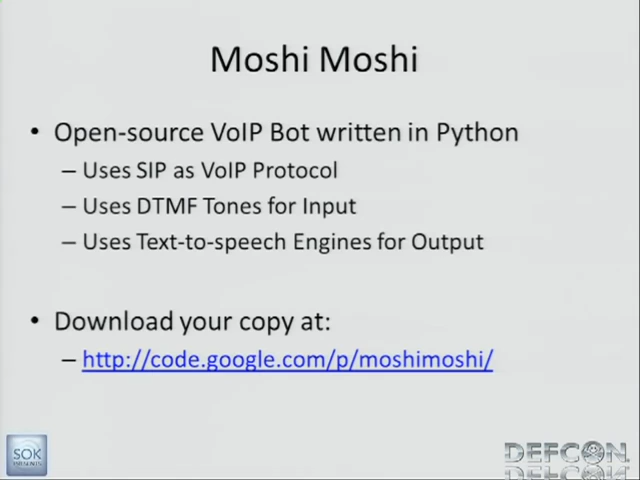 Moshi Moshi
• Open-source VoIP Bot written in Python
– Uses SIP as VoIP Protocol
– Uses DTMF Tones for Input
– Uses Text-to-speech Engines for Output
• Download your copy at:
– http://code.google.com/p/moshimoshi/
SOK
PRESENTS
DEFCON